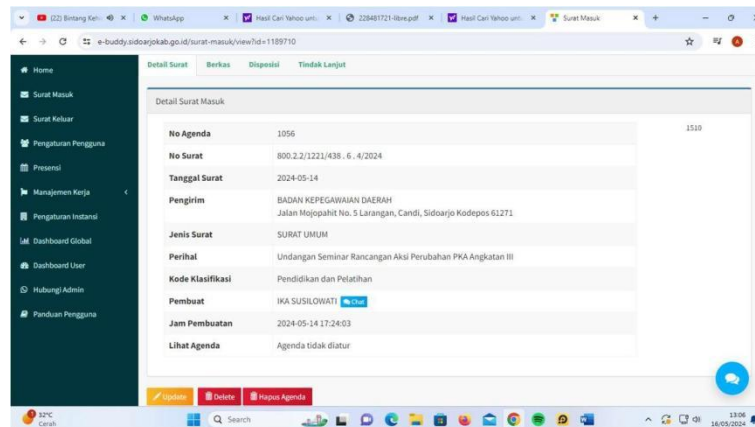 (22) Bintang Kel
WhatsApp
Hasil Cari Yahoo unt
228481721-libre.pdf
Hasil Cari Yahoo unt
Surat Masuk
e-buddy.sidoarjokab.go.id/surat-masuk/view?id=1189710
Home
Surat Masuk
Surat Keluar
Pengaturan Pengguna
Presensi
Manajemen Kerja
Pengaturan Instansi
Dashboard Global
Dashboard User
Hubungi Admin
Panduan Pengguna
Detail Surat Berkas Disposisi Tindak Lanjut
Detail Surat Masuk
No Agenda 1056
1510
No Surat 800.2.2/1221/438 . 6 . 4/2024
Tanggal Surat 2024-05-14
Pengirim BADAN KEPEGAWAIAN DAERAH
Jalan Mojopahit No. 5 Larangan, Candi, Sidoarjo Kodepos 61271
Jenis Surat SURAT UMUM
Perihal Undangan Seminar Rancangan Aksi Perubahan PKA Angkatan III
Kode Klasifikasi Pendidikan dan Pelatihan
Pembuat IKA SUSILOWATI Chat
Jam Pembuatan 2024-05-14 17:24:03
Lihat Agenda Agenda tidak diatur
Update Delete Hapus Agenda
32°C
Cerah
Search
13:06
16/05/2024